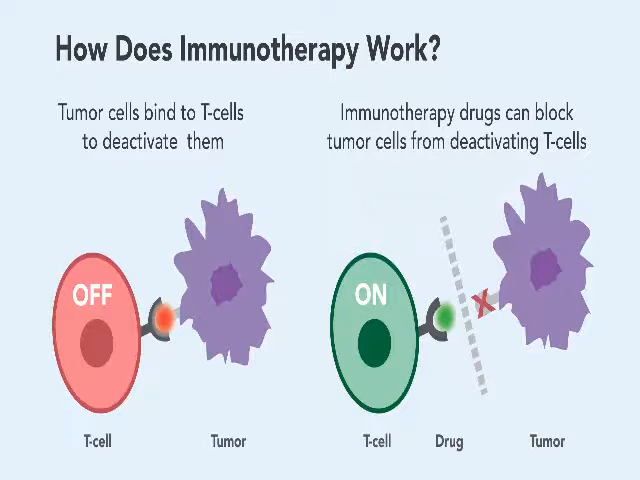 How Does Immunotherapy Work?
Tumor cells bind to T-cells
to deactivate them
Immunotherapy drugs can block
tumor cells from deactivating T-cells
OFF
ON
X
T-cell
Tumor
T-cell
Drug
Tumor